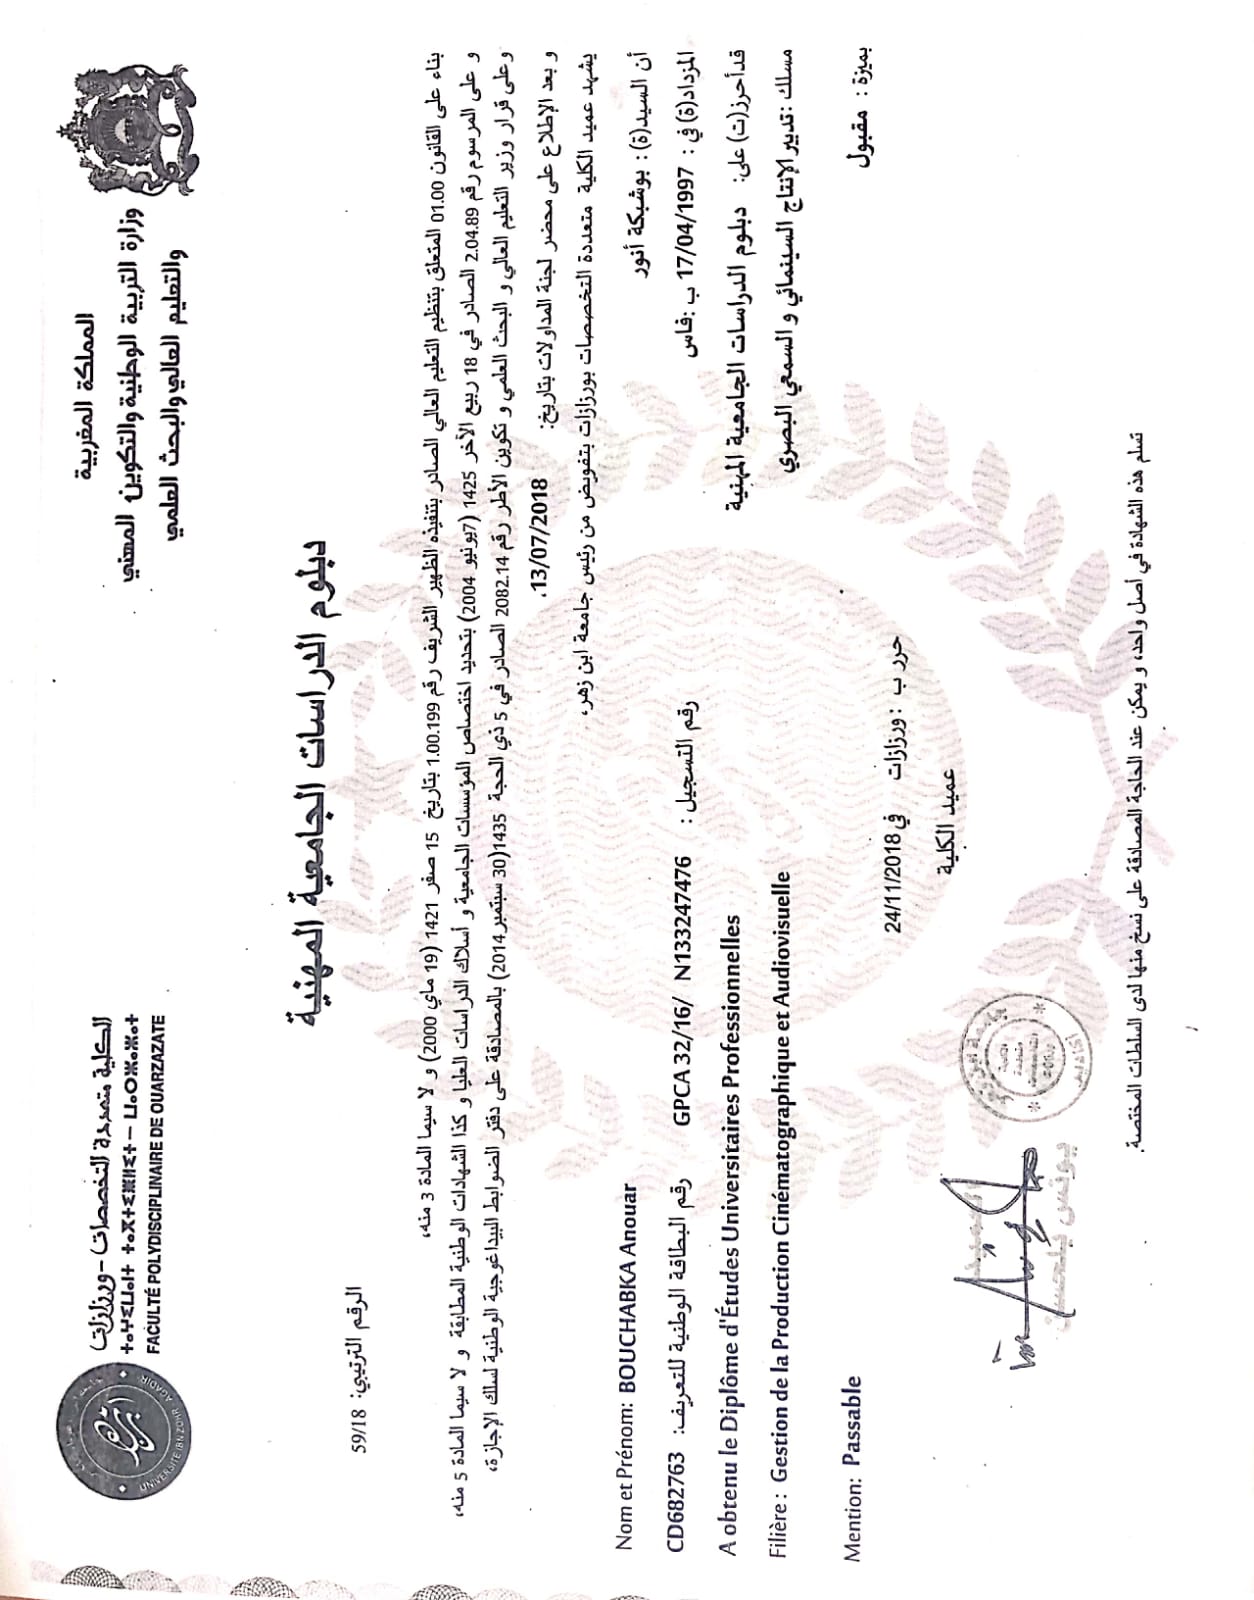 المملكة المغربية
وزارة التربية الوطنية والتكوين المهني
والتعليم العالي والبحث العلمي
الكلية متعددة التخصصات - ورزازات
ⵜⴰⵖⵉⵡⴰⵏⵜ ⵜⴰⴳⵜⵉⵥⵍⵉⵜ – ⵡⴰⵔⵣⴰⵣⴰⵜ
FACULTÉ POLYDISCIPLINAIRE DE OUARZAZATE
UNIVERSITE IBN ZOHR - AGADIR
دبلوم الدراسات الجامعية المهنية
الرقم الترتيبي: 59/18
بناء على القانون 01.00 المتعلق بتنظيم التعليم العالي الصادر بتنفيذه الظهير الشريف رقم 1.00.199 بتاريخ 15 صفر 1421 (19 ماي 2000) و لا سيما المادة 3 منه،
و على المرسوم رقم 2.04.89 الصادر في 18 ربيع الأخر 1425 (7يونيو 2004) بتحديد اختصاص المؤسسات الجامعية و أسلاك الدراسات العليا و كذا الشهادات الوطنية المطابقة و لا سيما المادة 5 منه،
وعلى قرار وزير التعليم العالي و البحث العلمي و تكوين الأطر رقم 2082.14 الصادر في 5 ذي الحجة 1435(30 سبتمبر 2014) بالمصادقة على دفتر الضوابط البيداغوجية الوطنية لسلك الإجازة،
و بعد الإطلاع على محضر لجنة المداولات بتاريخ: 13/07/2018.
يشهد عميد الكلية متعددة التخصصات بورزازات بتفويض من رئيس جامعة ابن زهر،
أن السيد(ة) : بوشبكة أنور
Nom et Prénom: BOUCHABKA Anouar
المزداد(ة) في : 17/04/1997 ب :فاس
رقم التسجيل : GPCA 32/16/ N133247476
رقم البطاقة الوطنية للتعريف: CD682763
قدأحرز(ت) على: دبلوم الدراسات الجامعية المهنية
A obtenu le Diplôme d'Études Universitaires Professionnelles
مسلك :تدبير الإنتاج السينمائي و السمعي البصري
Filière : Gestion de la Production Cinématographique et Audiovisuelle
بميزة : مقبول
Mention: Passable
حرر ب : ورزازات في 24/11/2018
عميد الكلية
تسلم هذه الشهادة في أصل واحد، و يمكن عند الحاجة المصادقة على نسخ منها لدى السلطات المختصة.